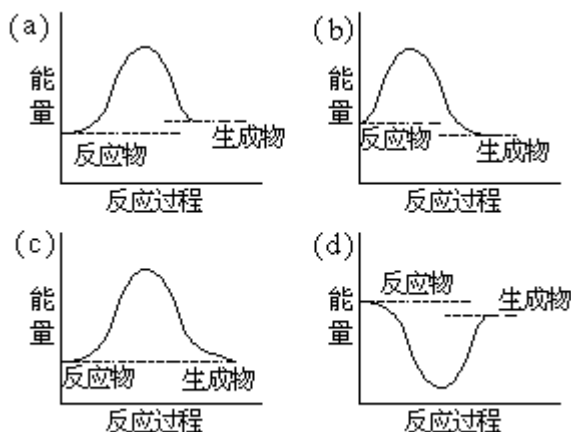 (a)
能量
反应物
生成物
反应过程
(b)
能量
反应物
生成物
反应过程
(c)
能量
反应物
生成物
反应过程
(d)
能量
反应物
生成物
反应过程